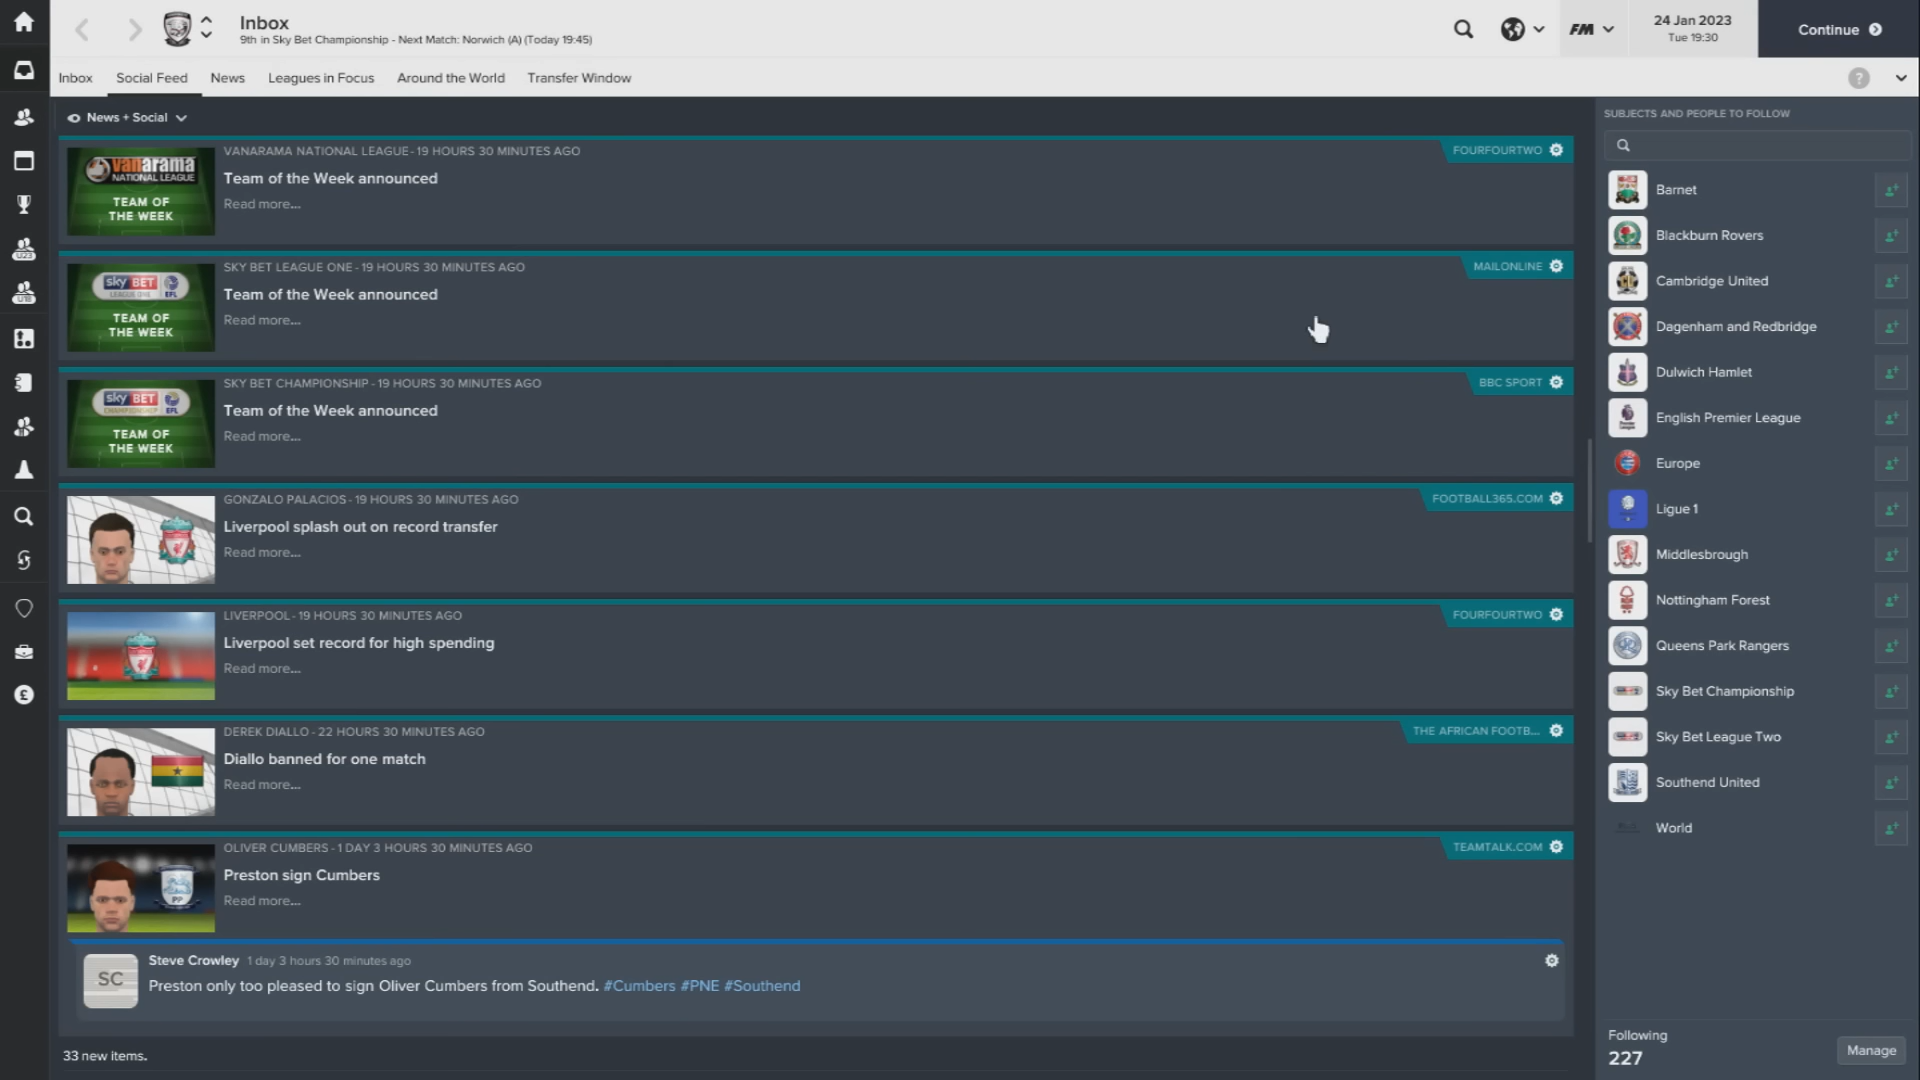 Inbox
9th in Sky Bet Championship - Next Match: Norwich (A) (Today 19:45)
FM
24 Jan 2023
Tue 19:30
Continue
Inbox
Social Feed
News
Leagues in Focus
Around the World
Transfer Window
?
News + Social
SUBJECTS AND PEOPLE TO FOLLOW
vanarama
NATIONAL LEAGUE
TEAM OF
THE WEEK
VANARAMA NATIONAL LEAGUE - 19 HOURS 30 MINUTES AGO
FOURFOURTWO
Team of the Week announced
Read more...
sky BET
LEAGUE ONE
EFL
TEAM OF
THE WEEK
SKY BET LEAGUE ONE - 19 HOURS 30 MINUTES AGO
MAILONLINE
Team of the Week announced
Read more...
sky BET
CHAMPIONSHIP
EFL
TEAM OF
THE WEEK
SKY BET CHAMPIONSHIP - 19 HOURS 30 MINUTES AGO
BBC SPORT
Team of the Week announced
Read more...
GONZALO PALACIOS - 19 HOURS 30 MINUTES AGO
FOOTBALL365.COM
Liverpool splash out on record transfer
Read more...
LIVERPOOL - 19 HOURS 30 MINUTES AGO
FOURFOURTWO
Liverpool set record for high spending
Read more...
DEREK DIALLO - 22 HOURS 30 MINUTES AGO
THE AFRICAN FOOTB...
Diallo banned for one match
Read more...
PP
OLIVER CUMBERS - 1 DAY 3 HOURS 30 MINUTES AGO
TEAMTALK.COM
Preston sign Cumbers
Read more...
SC
Steve Crowley 1 day 3 hours 30 minutes ago
Preston only too pleased to sign Oliver Cumbers from Southend. #Cumbers #PNE #Southend
33 new items.
Barnet
Blackburn Rovers
Cambridge United
Dagenham and Redbridge
Dulwich Hamlet
English Premier League
Europe
Ligue 1
Middlesbrough
Nottingham Forest
Queens Park Rangers
Sky Bet Championship
Sky Bet League Two
Southend United
World
Following
227
Manage
U23
U18
£